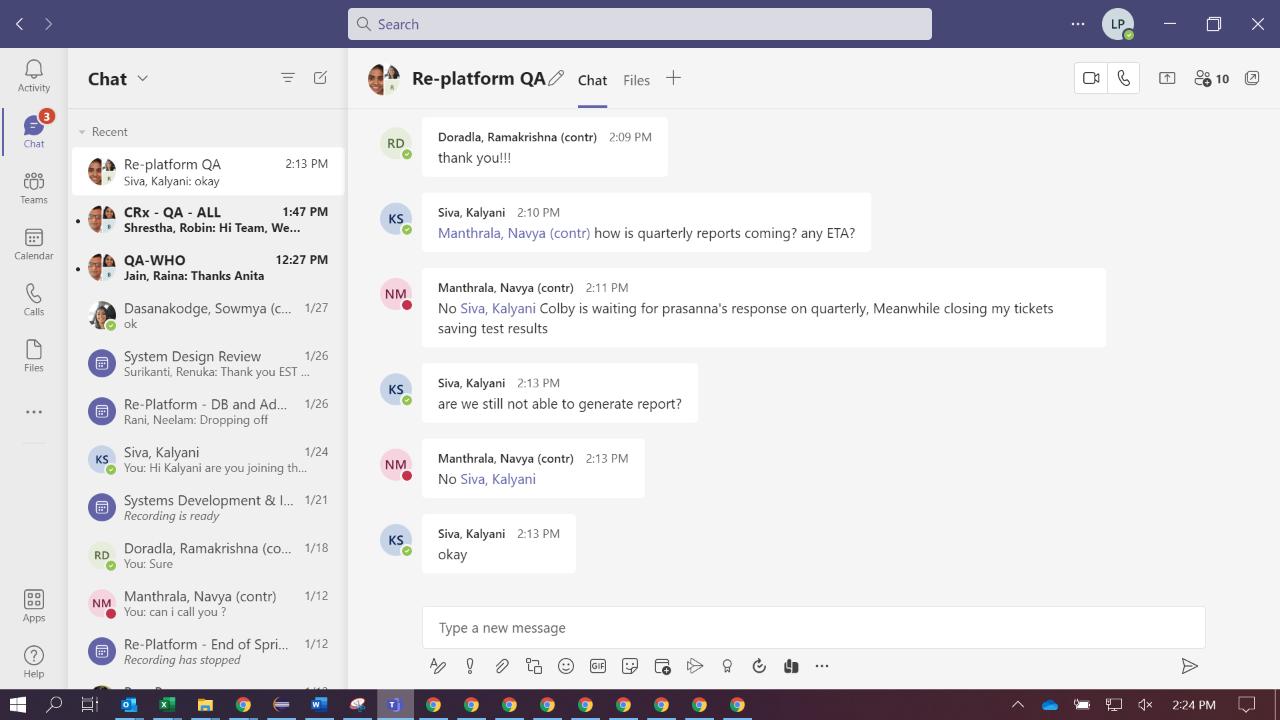 Search
LP
Activity
Chat
3
Teams
Calendar
Calls
Files
Apps
Help
Chat
Recent
Re-platform QA 2:13 PM
Siva, Kalyani: okay
CRx - QA - ALL 1:47 PM
Shrestha, Robin: Hi Team, We...
QA-WHO 12:27 PM
Jain, Raina: Thanks Anita
Dasanakodge, Sowmya (c... 1/27
ok
System Design Review 1/26
Surikanti, Renuka: Thank you EST ...
Re-Platform - DB and Ad... 1/26
Rani, Neelam: Dropping off
KS
Siva, Kalyani 1/24
You: Hi Kalyani are you joining th...
Systems Development & I... 1/21
Recording is ready
RD
Doradla, Ramakrishna (co... 1/18
You: Sure
NM
Manthrala, Navya (contr) 1/12
You: can i call you ?
Re-Platform - End of Spri... 1/12
Recording has stopped
Re-platform QA
Chat
Files
10
RD
Doradla, Ramakrishna (contr) 2:09 PM
thank you!!!
KS
Siva, Kalyani 2:10 PM
Manthrala, Navya (contr) how is quarterly reports coming? any ETA?
NM
Manthrala, Navya (contr) 2:11 PM
No Siva, Kalyani Colby is waiting for prasanna's response on quarterly, Meanwhile closing my tickets
saving test results
KS
Siva, Kalyani 2:13 PM
are we still not able to generate report?
NM
Manthrala, Navya (contr) 2:13 PM
No Siva, Kalyani
KS
Siva, Kalyani 2:13 PM
okay
Type a new message
GIF
2:24 PM